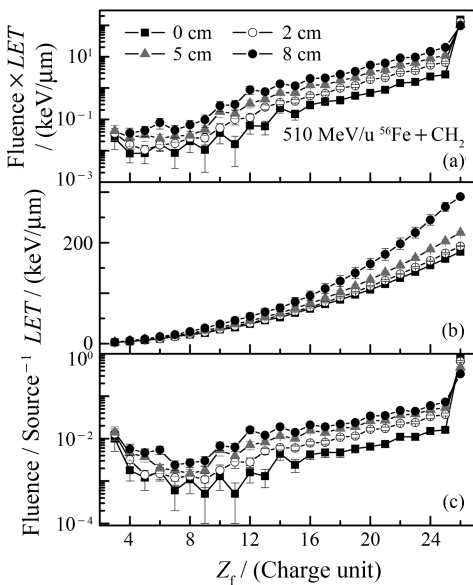 0 cm 2 cm
5 cm 8 cm
Fluence × LET
/ (keV/μm)
10¹
10⁻¹
10⁻³
510 MeV/u ⁵⁶Fe + CH₂
(a)
LET / (keV/μm)
200
0
(b)
Fluence / Source⁻¹
10⁰
10⁻²
10⁻⁴
(c)
4 8 12 16 20 24
Z_f / (Charge unit)